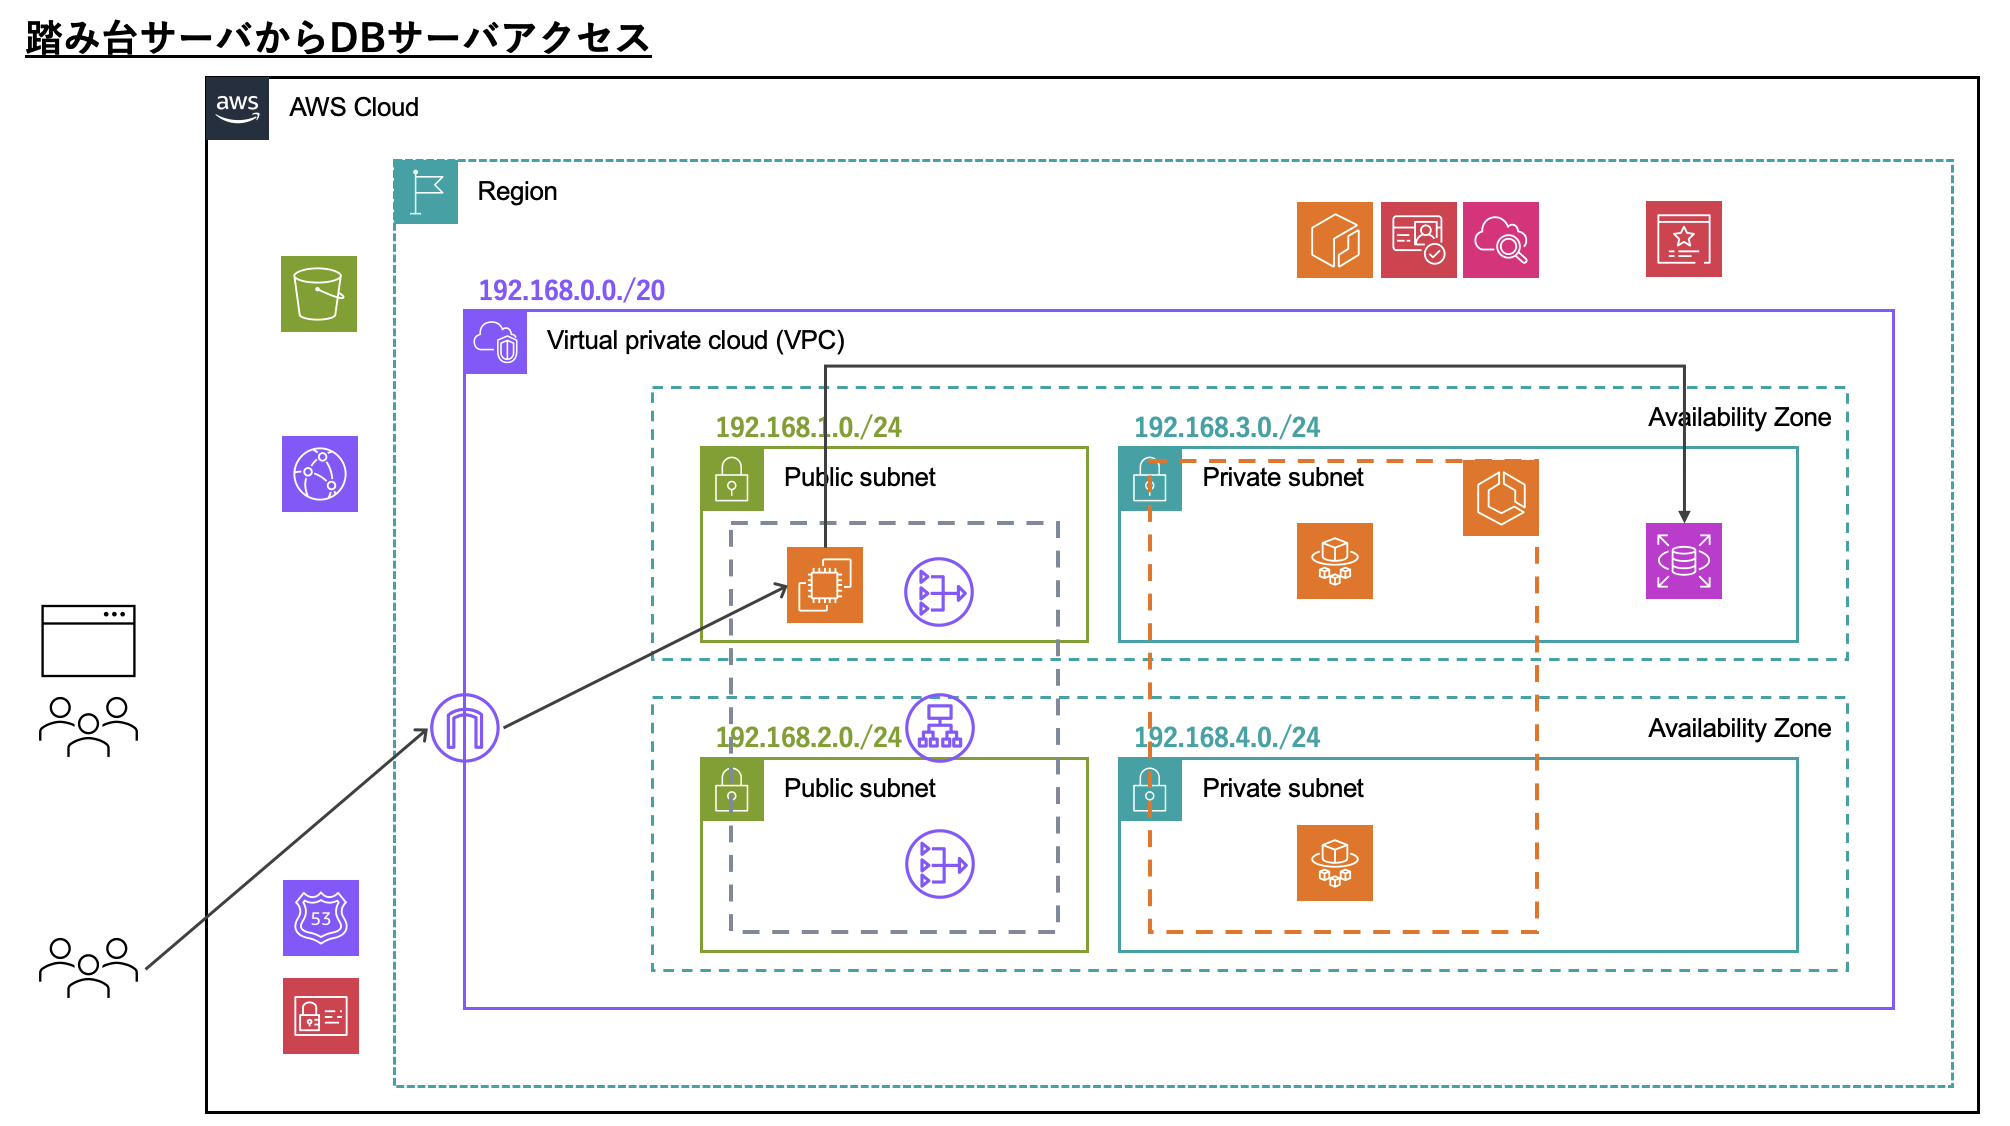 踏み台サーバからDBサーバアクセス
aws
AWS Cloud
Region
192.168.0.0./20
Virtual private cloud (VPC)
Availability Zone
192.168.1.0./24
192.168.3.0./24
Public subnet
Private subnet
Availability Zone
192.168.2.0./24
192.168.4.0./24
Public subnet
Private subnet
53